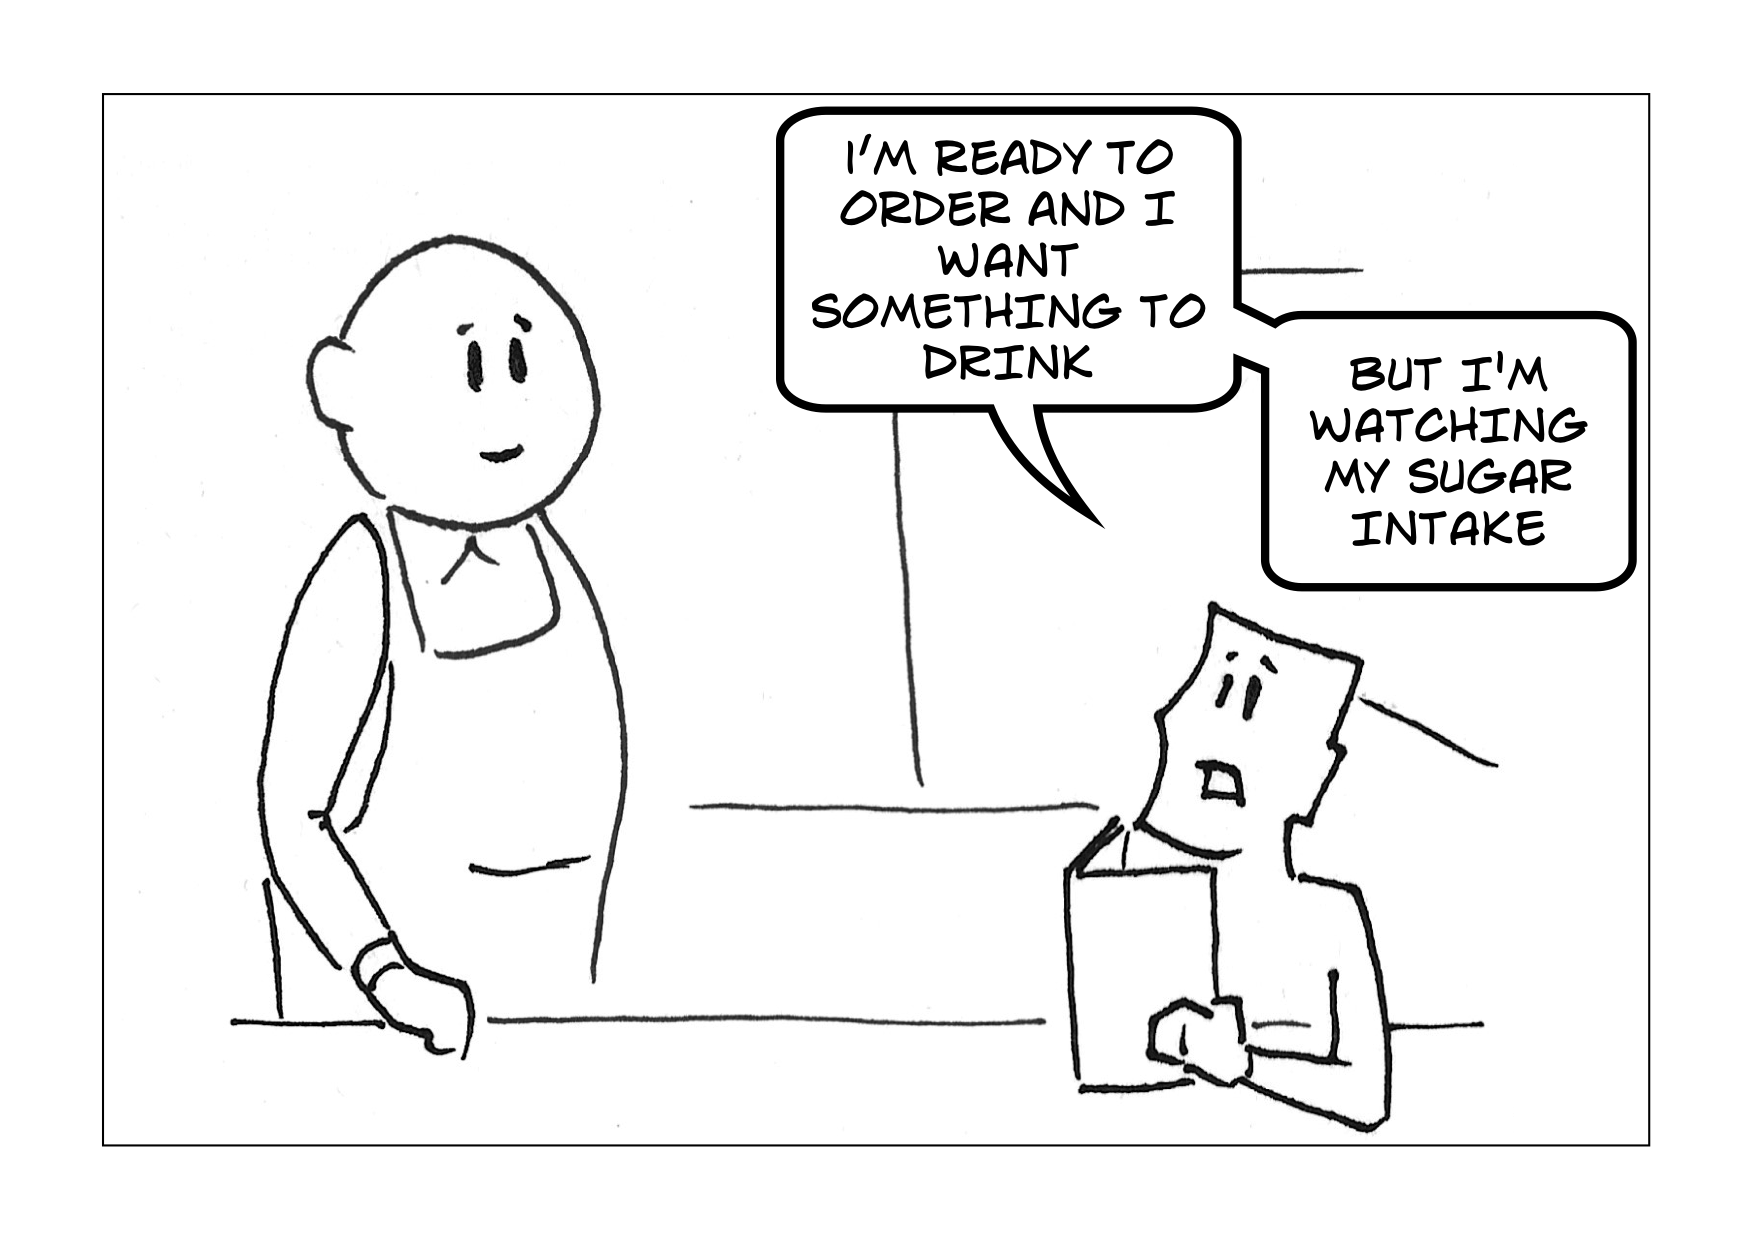 I'M READY TO
ORDER AND I
WANT
SOMETHING TO
DRINK
BUT I'M
WATCHING
MY SUGAR
INTAKE